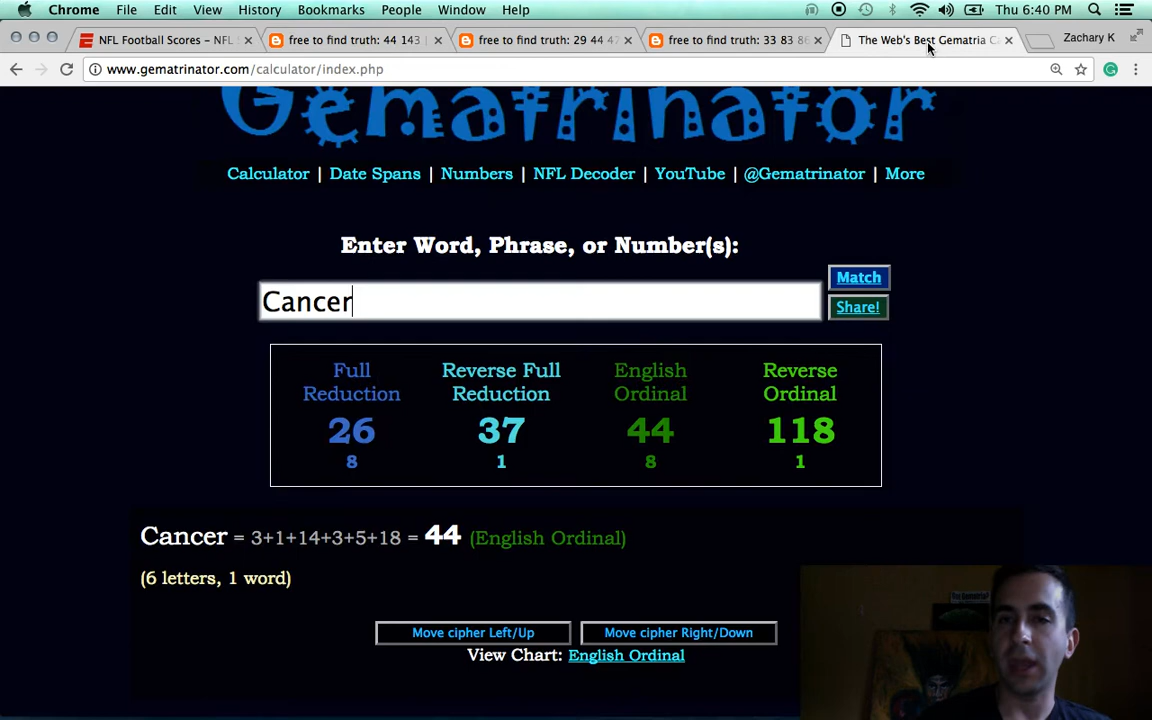 Chrome File Edit View History Bookmarks People Window Help Thu 6:40 PM
NFL Football Scores – NFL free to find truth: 44 143 | free to find truth: 29 44 47 free to find truth: 33 83 86 The Web's Best Gematria Ca Zachary K
www.gematrinator.com/calculator/index.php
Gematrinator
Calculator | Date Spans | Numbers | NFL Decoder | YouTube | @Gematrinator | More
Enter Word, Phrase, or Number(s):
Match
Cancer
Share!
Full Reduction Reverse Full Reduction English Ordinal Reverse Ordinal
26 37 44 118
8 1 8 1
Cancer = 3+1+14+3+5+18 = 44 (English Ordinal)
(6 letters, 1 word)
Move cipher Left/Up Move cipher Right/Down
View Chart: English Ordinal